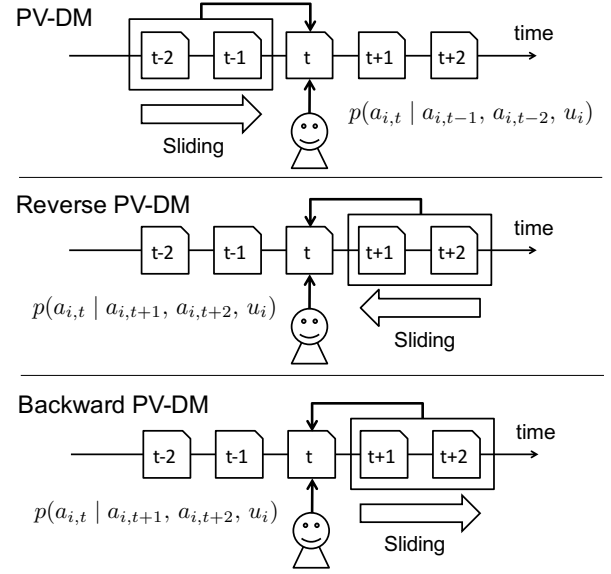 PV-DM
time
t-2 t-1 t t+1 t+2
p(a_{i,t} | a_{i,t-1}, a_{i,t-2}, u_i)
Sliding
Reverse PV-DM
time
t-2 t-1 t t+1 t+2
p(a_{i,t} | a_{i,t+1}, a_{i,t+2}, u_i)
Sliding
Backward PV-DM
time
t-2 t-1 t t+1 t+2
p(a_{i,t} | a_{i,t+1}, a_{i,t+2}, u_i)
Sliding